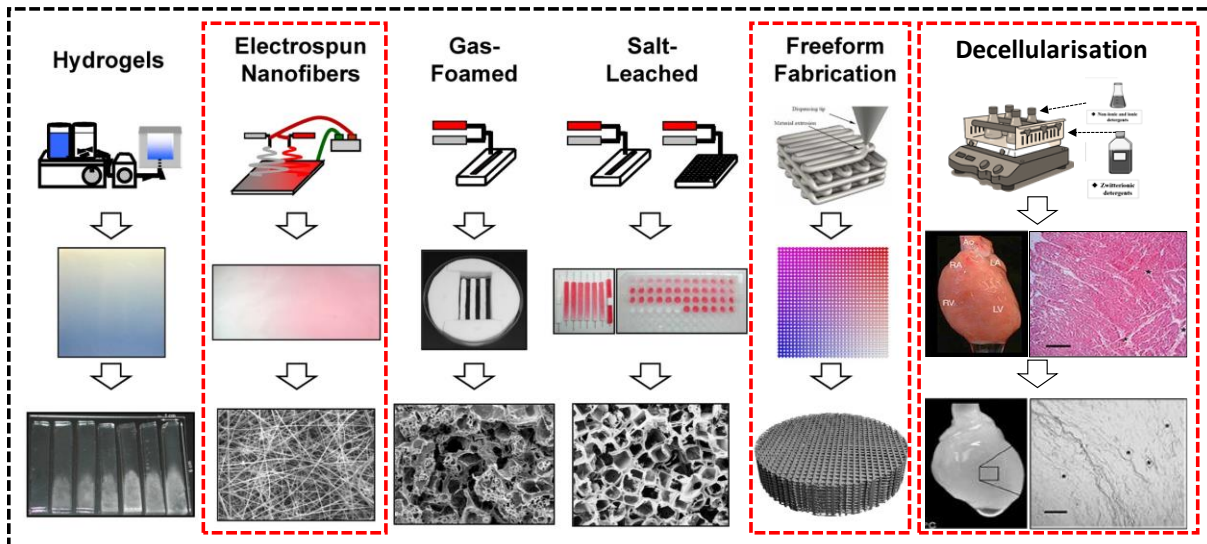 Hydrogels
Electrospun
Nanofibers
Gas-
Foamed
Salt-
Leached
Freeform
Fabrication
Decellularisation
Dispensing tip
Material extrusion
◆ Non-ionic and ionic
detergents
◆ Zwitterionic
detergents
Ao
RA
LA
RV
LV